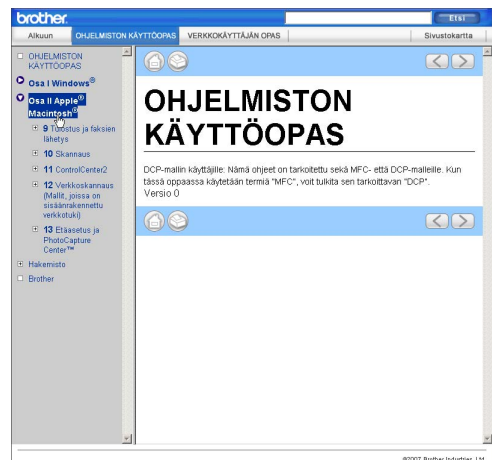 brother
Etsi
Alkuun
OHJELMISTON KÄYTTÖOPAS
VERKKOKÄYTTÄJÄN OPAS
Sivustokartta
OHJELMISTON
KÄYTTÖOPAS
Osa I Windows®
Osa II Apple®
Macintosh®
9 Tulostus ja faksien
lähetys
10 Skannaus
11 ControlCenter2
12 Verkkoskannaus
(Mallit, joissa on
sisäänrakennettu
verkkotuki)
13 Etäasetus ja
PhotoCapture
Center™
Hakemisto
Brother
OHJELMISTON
KÄYTTÖOPAS
DCP-mallin käyttäjille: Nämä ohjeet on tarkoitettu sekä MFC- että DCP-malleille. Kun
tässä oppaassa käytetään termiä "MFC", voit tulkita sen tarkoittavan "DCP".
Versio 0
©2007 Brother Industries, Ltd.